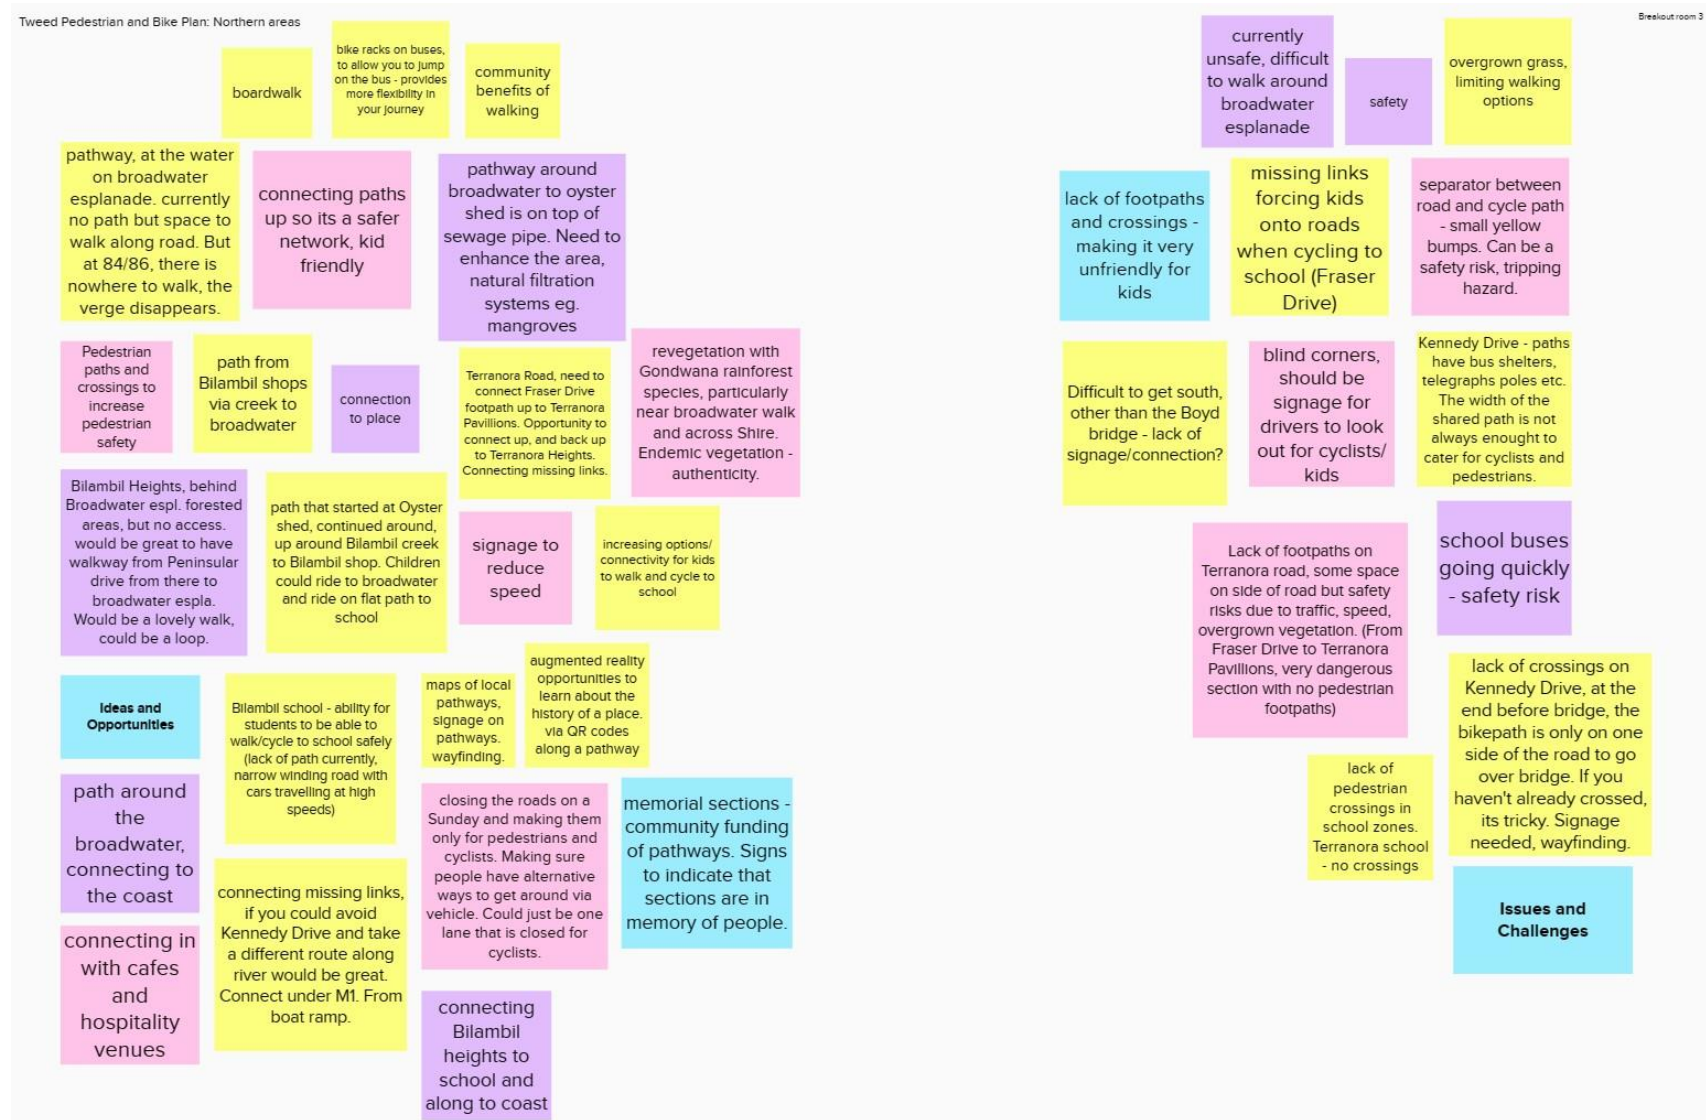 Tweed Pedestrian and Bike Plan: Northern areas
Breakout room 3
boardwalk
bike racks on buses,
to allow you to jump
on the bus - provides
more flexibility in
your journey
community
benefits of
walking
pathway, at the water
on broadwater
esplanade. currently
no path but space to
walk along road. But
at 84/86, there is
nowhere to walk, the
verge disappears.
connecting paths
up so its a safer
network, kid
friendly
pathway around
broadwater to oyster
shed is on top of
sewage pipe. Need to
enhance the area,
natural filtration
systems eg.
mangroves
Pedestrian
paths and
crossings to
increase
pedestrian
safety
path from
Bilambil shops
via creek to
broadwater
connection
to place
Terranora Road, need to
connect Fraser Drive
footpath up to Terranora
Pavillions. Opportunity to
connect up, and back up
to Terranora Heights.
Connecting missing links.
revegetation with
Gondwana rainforest
species, particularly
near broadwater walk
and across Shire.
Endemic vegetation -
authenticity.
Bilambil Heights, behind
Broadwater espl. forested
areas, but no access.
would be great to have
walkway from Peninsular
drive from there to
broadwater espla.
Would be a lovely walk,
could be a loop.
path that started at Oyster
shed, continued around,
up around Bilambil creek
to Bilambil shop. Children
could ride to broadwater
and ride on flat path to
school
signage to
reduce
speed
increasing options/
connectivity for kids
to walk and cycle to
school
Ideas and
Opportunities
Bilambil school - ability for
students to be able to
walk/cycle to school safely
(lack of path currently,
narrow winding road with
cars travelling at high
speeds)
maps of local
pathways,
signage on
pathways.
wayfinding.
augmented reality
opportunities to
learn about the
history of a place.
via QR codes
along a pathway
path around
the
broadwater,
connecting to
the coast
closing the roads on a
Sunday and making them
only for pedestrians and
cyclists. Making sure
people have alternative
ways to get around via
vehicle. Could just be one
lane that is closed for
cyclists.
memorial sections -
community funding
of pathways. Signs
to indicate that
sections are in
memory of people.
connecting in
with cafes
and
hospitality
venues
connecting missing links,
if you could avoid
Kennedy Drive and take
a different route along
river would be great.
Connect under M1. From
boat ramp.
connecting
Bilambil
heights to
school and
along to coast
currently
unsafe, difficult
to walk around
broadwater
esplanade
safety
overgrown grass,
limiting walking
options
lack of footpaths
and crossings -
making it very
unfriendly for
kids
missing links
forcing kids
onto roads
when cycling to
school (Fraser
Drive)
separator between
road and cycle path
- small yellow
bumps. Can be a
safety risk, tripping
hazard.
Difficult to get south,
other than the Boyd
bridge - lack of
signage/connection?
blind corners,
should be
signage for
drivers to look
out for cyclists/
kids
Kennedy Drive - paths
have bus shelters,
telegraphs poles etc.
The width of the
shared path is not
always enought to
cater for cyclists and
pedestrians.
Lack of footpaths on
Terranora road, some space
on side of road but safety
risks due to traffic, speed,
overgrown vegetation. (From
Fraser Drive to Terranora
Pavillions, very dangerous
section with no pedestrian
footpaths)
school buses
going quickly
- safety risk
lack of
pedestrian
crossings in
school zones.
Terranora school
- no crossings
lack of crossings on
Kennedy Drive, at the
end before bridge, the
bikepath is only on one
side of the road to go
over bridge. If you
haven't already crossed,
its tricky. Signage
needed, wayfinding.
Issues and
Challenges